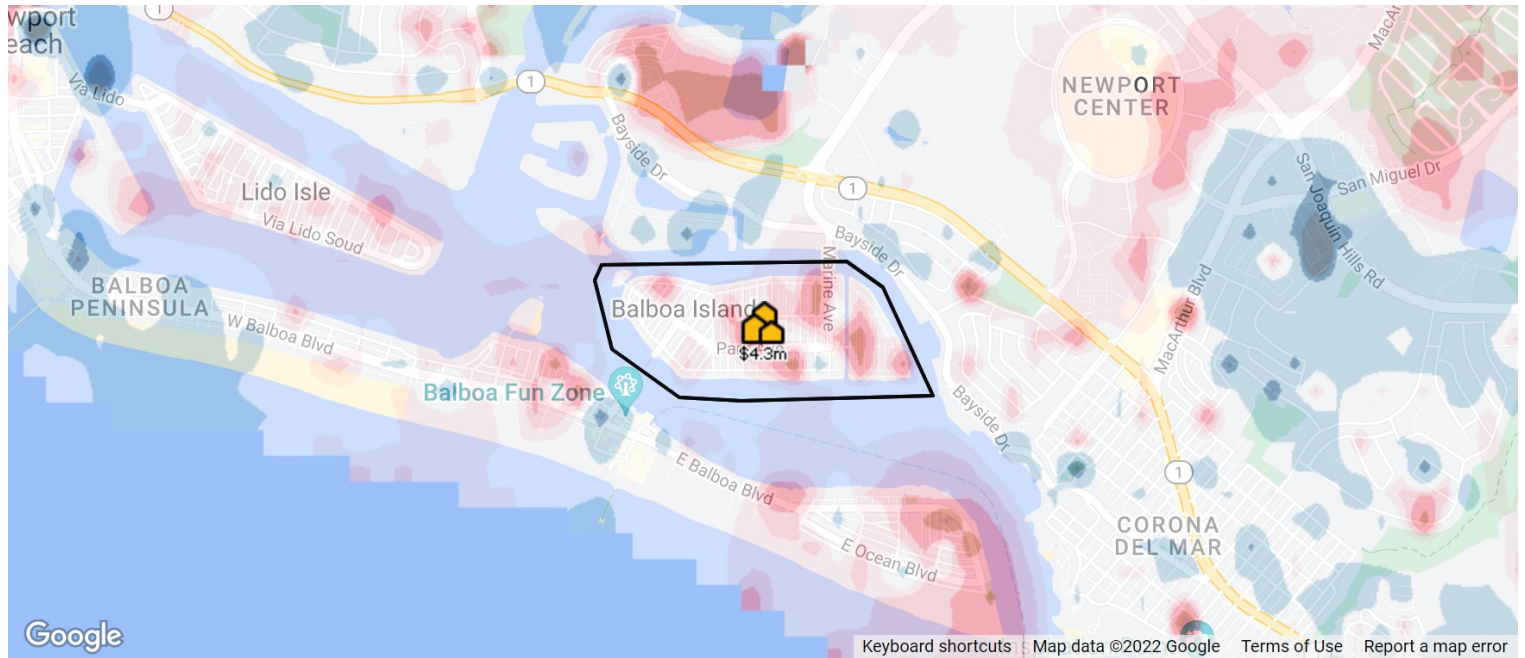 wport
each
1
Via Lido
1
Bayside Dr
NEWPORT
CENTER
MacAr
San Miguel Dr
San Joaquin Hills Rd
Lido Isle
Via Lido Soud
1
Bayside Dr
Marine Ave
BALBOA
PENINSULA
W Balboa Blvd
Balboa Island
$4.3m
MacArthur Blvd
Balboa Fun Zone
Bayside Dr
E Balboa Blvd
1
CORONA
DEL MAR
E Ocean Blvd
Google
Keyboard shortcuts
Map data ©2022 Google
Terms of Use
Report a map error